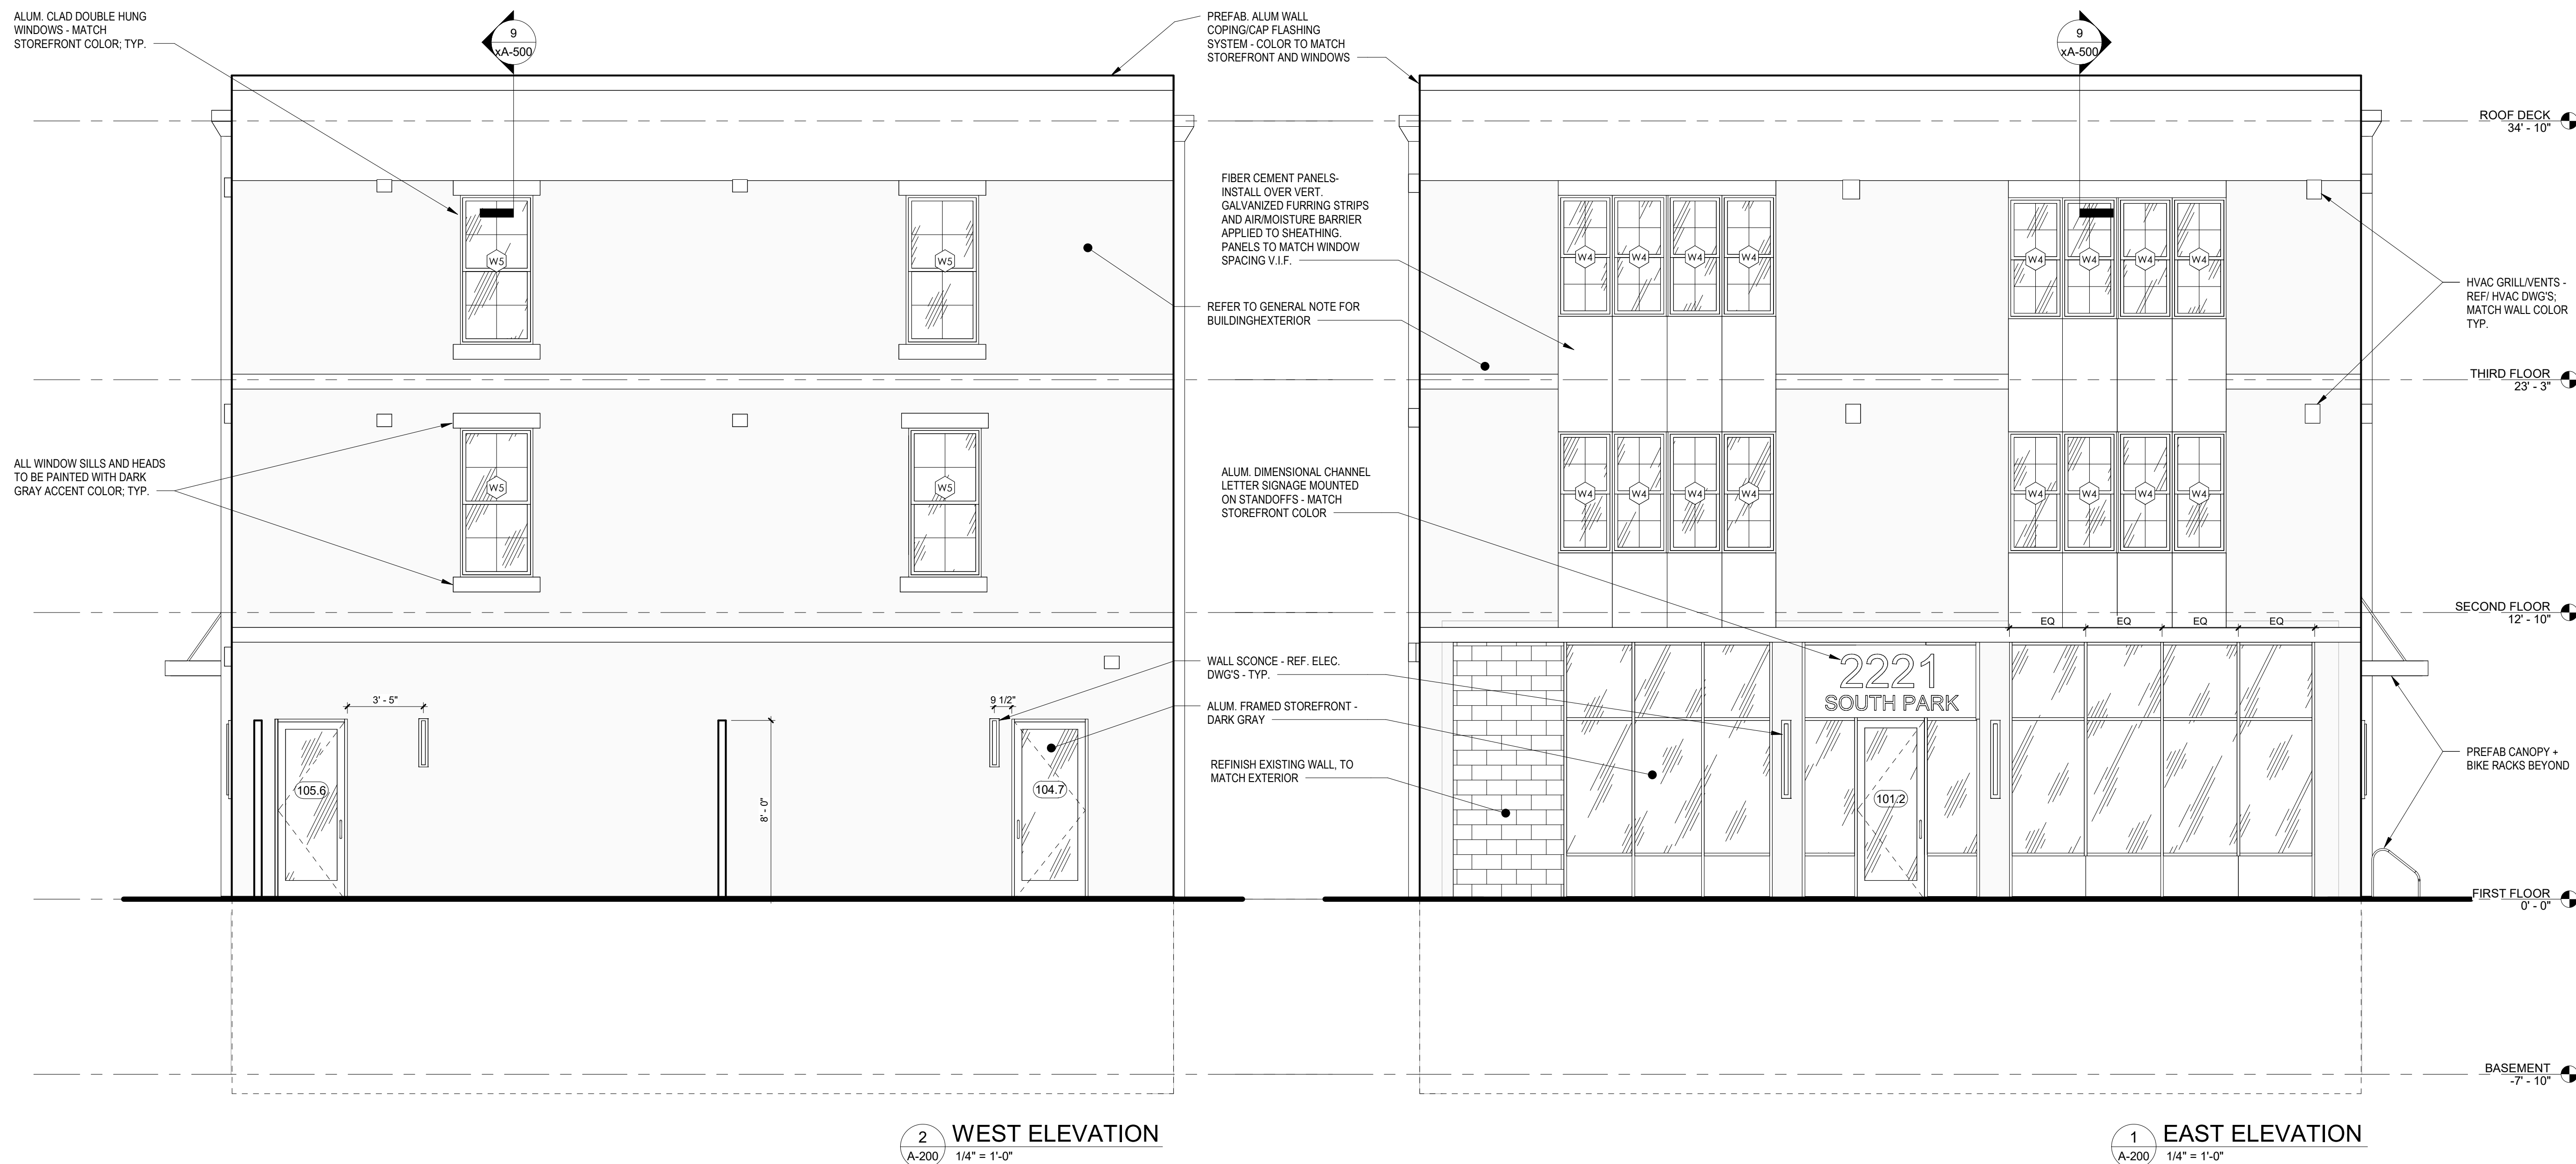 ALUM. CLAD DOUBLE HUNG
WINDOWS - MATCH
STOREFRONT COLOR; TYP.
9
xA-500
PREFAB. ALUM WALL
COPING/CAP FLASHING
SYSTEM - COLOR TO MATCH
STOREFRONT AND WINDOWS
9
xA-500
ROOF DECK
34' - 10"
FIBER CEMENT PANELS-
INSTALL OVER VERT.
GALVANIZED FURRING STRIPS
AND AIR/MOISTURE BARRIER
APPLIED TO SHEATHING.
PANELS TO MATCH WINDOW
SPACING V.I.F.
W5
W5
W4
W4
W4
W4
W4
W4
W4
W4
REFER TO GENERAL NOTE FOR
BUILDINGHEXTERIOR
HVAC GRILL/VENTS -
REF/ HVAC DWG'S;
MATCH WALL COLOR
TYP.
THIRD FLOOR
23' - 3"
ALL WINDOW SILLS AND HEADS
TO BE PAINTED WITH DARK
GRAY ACCENT COLOR; TYP.
W5
W5
ALUM. DIMENSIONAL CHANNEL
LETTER SIGNAGE MOUNTED
ON STANDOFFS - MATCH
STOREFRONT COLOR
W4
W4
W4
W4
W4
W4
W4
W4
SECOND FLOOR
12' - 10"
EQ
EQ
EQ
EQ
WALL SCONCE - REF. ELEC.
DWG'S - TYP.
2221
SOUTH PARK
3' - 5"
9 1/2"
ALUM. FRAMED STOREFRONT -
DARK GRAY
REFINISH EXISTING WALL, TO
MATCH EXTERIOR
PREFAB CANOPY +
BIKE RACKS BEYOND
105.6
8' - 0"
104.7
101.2
FIRST FLOOR
0' - 0"
BASEMENT
-7' - 10"
2
A-200
WEST ELEVATION
1/4" = 1'-0"
1
A-200
EAST ELEVATION
1/4" = 1'-0"